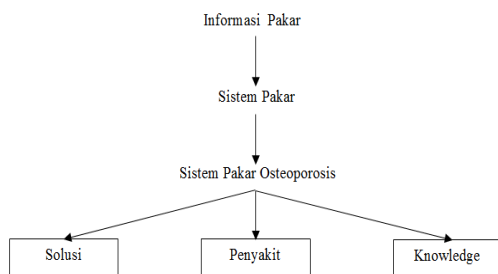 Informasi Pakar
Sistem Pakar
Sistem Pakar Osteoporosis
Solusi
Penyakit
Knowledge